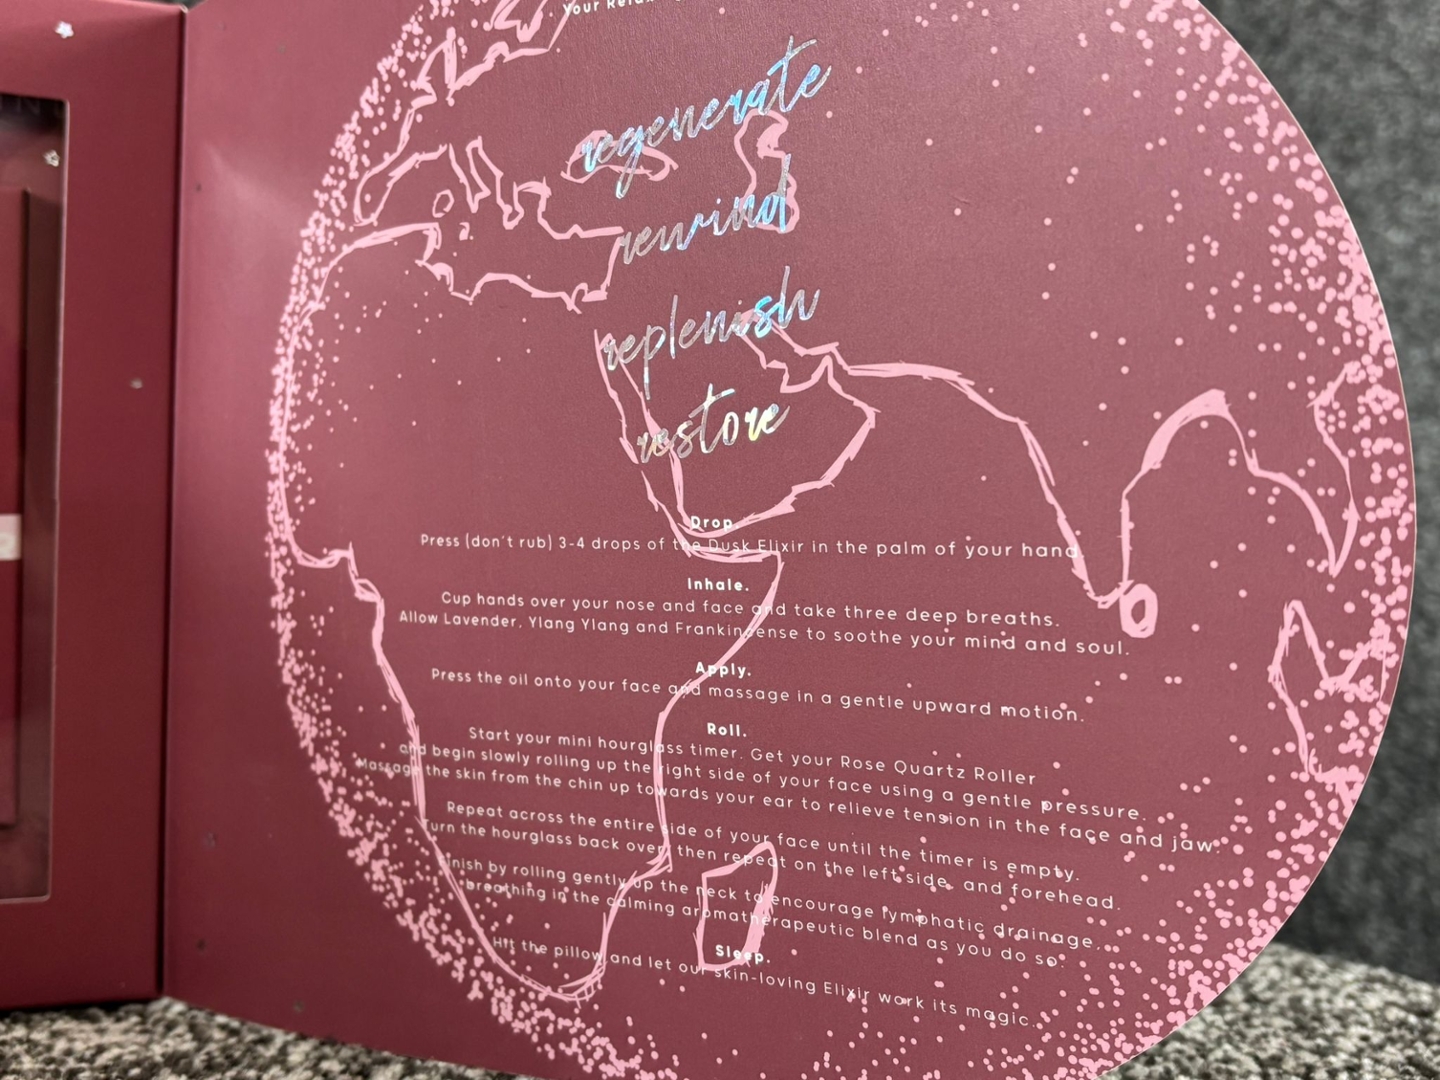 Your Relax
regenerate
rewind
replenish
restore
Drop.
Press (don't rub) 3-4 drops of the Dusk Elixir in the palm of your hand.
Inhale.
Cup hands over your nose and face and take three deep breaths.
Allow Lavender, Ylang Ylang and Frankincense to soothe your mind and soul.
Apply.
Press the oil onto your face and massage in a gentle upward motion.
Roll.
Start your mini hourglass timer. Get your Rose Quartz Roller
and begin slowly rolling up the right side of your face using a gentle pressure.
Massage the skin from the chin up towards your ear to relieve tension in the face and jaw.
Repeat across the entire side of your face until the timer is empty.
Turn the hourglass back over, then repeat on the left side, and forehead.
Finish by rolling gently up the neck to encourage lymphatic drainage,
breathing in the calming aromatherapeutic blend as you do so.
Sleep.
Hit the pillow and let our skin-loving Elixir work its magic.